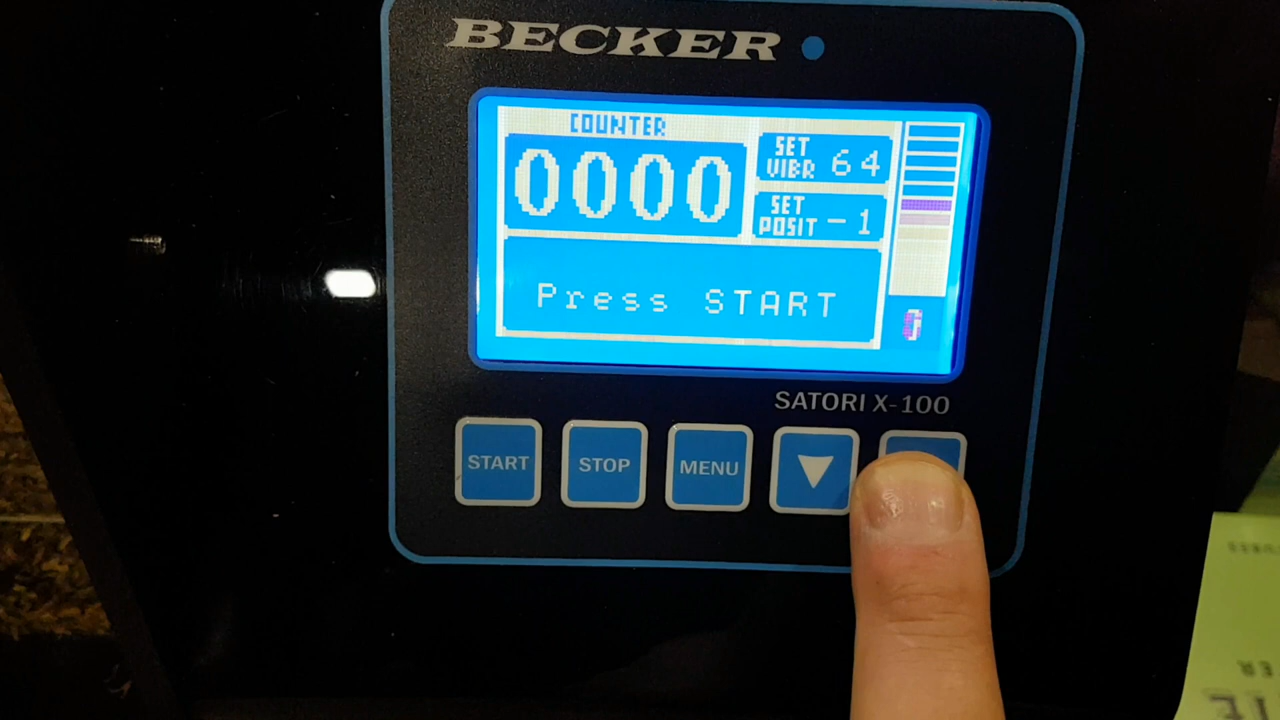 BECKER
COUNTER
0000
SET VIBR 64
SET POSIT -1
Press START
SATORI X-100
START
STOP
MENU